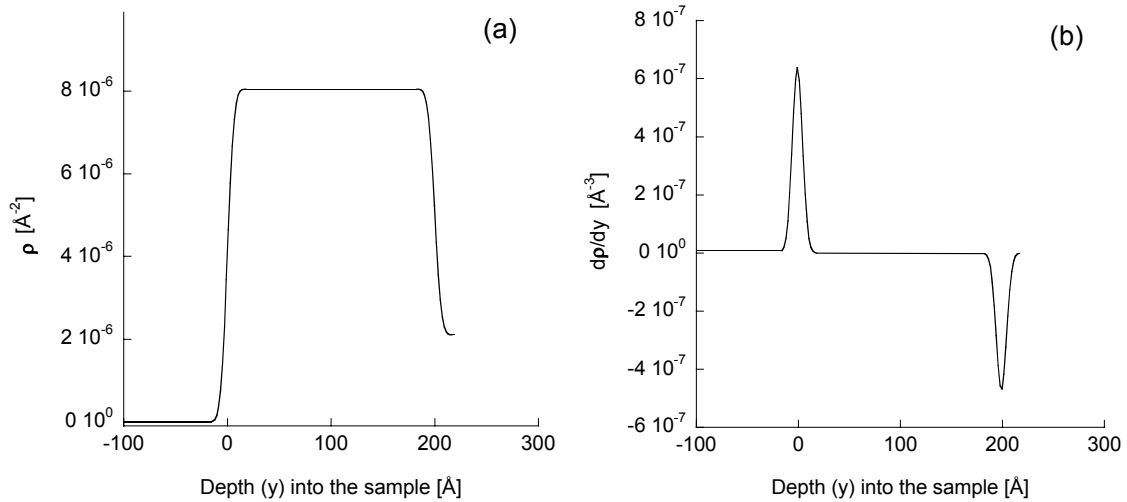 (a)
8 10⁻⁶
6 10⁻⁶
4 10⁻⁶
2 10⁻⁶
0 10⁰
ρ [Å⁻²]
-100 0 100 200 300
Depth (y) into the sample [Å]
(b)
8 10⁻⁷
6 10⁻⁷
4 10⁻⁷
2 10⁻⁷
0 10⁰
-2 10⁻⁷
-4 10⁻⁷
-6 10⁻⁷
dρ/dy [Å⁻³]
-100 0 100 200 300
Depth (y) into the sample [Å]